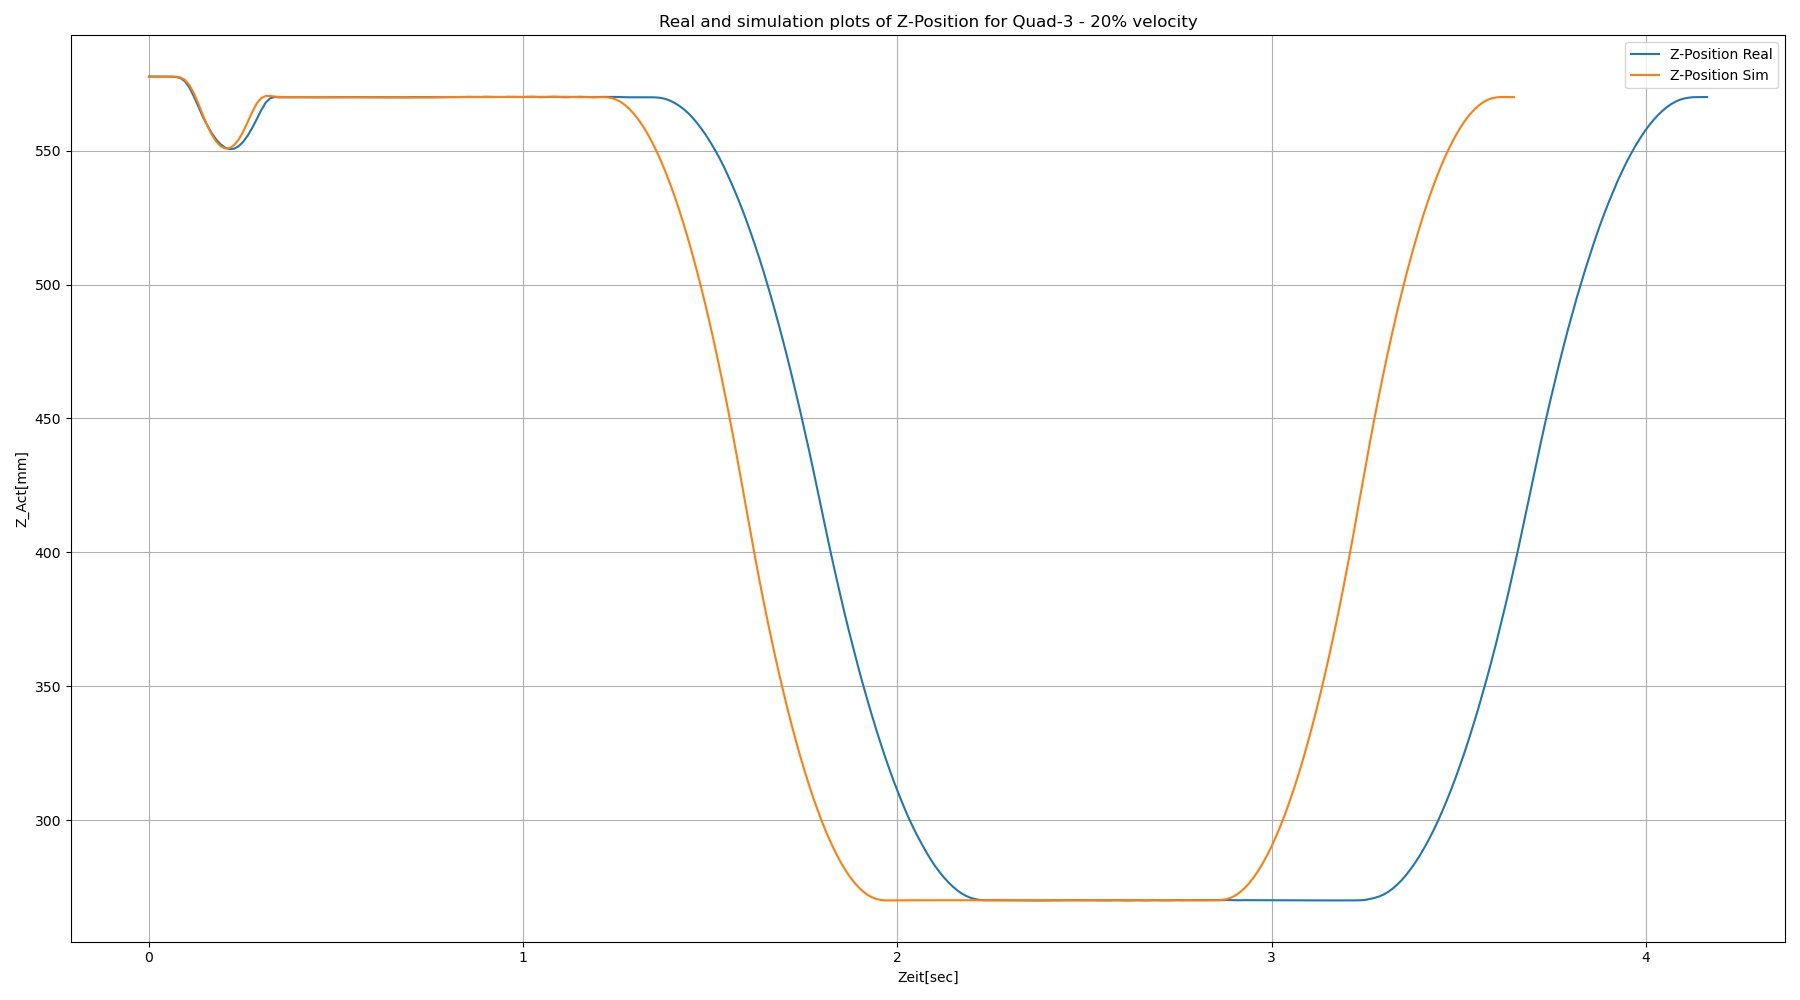 Real and simulation plots of Z-Position for Quad-3 - 20% velocity
Z-Position Real
Z-Position Sim
Z_Act[mm]
550
500
450
400
350
300
0
1
2
3
4
Zeit[sec]